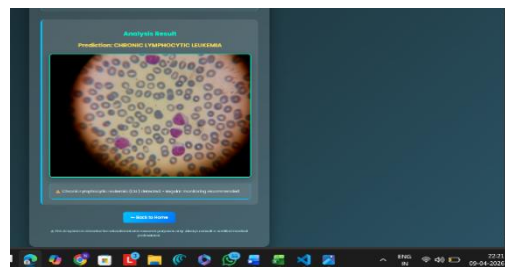 Analysis Result
Prediction: CHRONIC LYMPHOCYTIC LEUKEMIA
Chronic Lymphocytic Leukemia (CLL) detected – regular monitoring recommended!
Back to Home
ENG
IN
22:21
09-04-2026